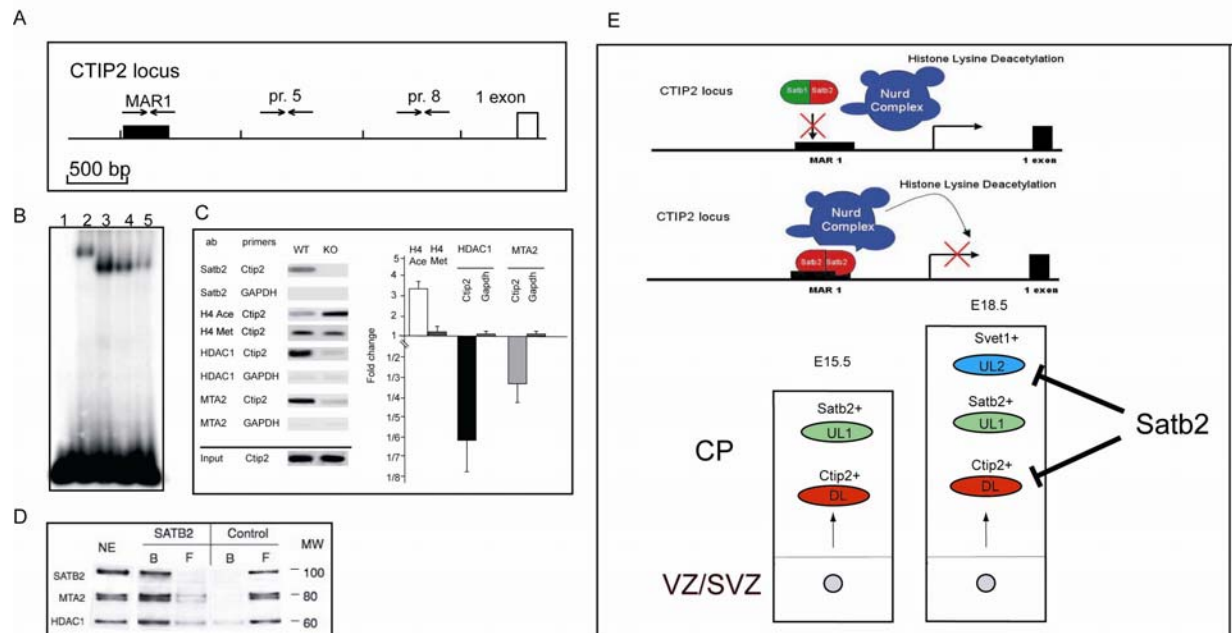 A
CTIP2 locus
MAR1
pr. 5
pr. 8
1 exon
500 bp
B
1 2 3 4 5
C
ab primers WT KO
Satb2 Ctip2
Satb2 GAPDH
H4 Ace Ctip2
H4 Met Ctip2
HDAC1 Ctip2
HDAC1 GAPDH
MTA2 Ctip2
MTA2 GAPDH
Input Ctip2
H4 Ace
H4 Met
HDAC1
MTA2
Ctip2
Gapdh
Ctip2
Gapdh
Fold change
5
4
3
2
1
1/2
1/3
1/4
1/5
1/6
1/7
1/8
D
SATB2 Control
NE B F B F MW
SATB2 100
MTA2 80
HDAC1 60
E
Histone Lysine Deacetylation
CTIP2 locus
Satb1 Satb2
Nurd Complex
MAR 1
1 exon
Histone Lysine Deacetylation
CTIP2 locus
Nurd Complex
Satb2 Satb2
MAR 1
1 exon
E18.5
Svet1+
UL2
E15.5
Satb2+
UL1
Satb2+
UL1
Satb2
CP
Ctip2+
DL
Ctip2+
DL
VZ/SVZ